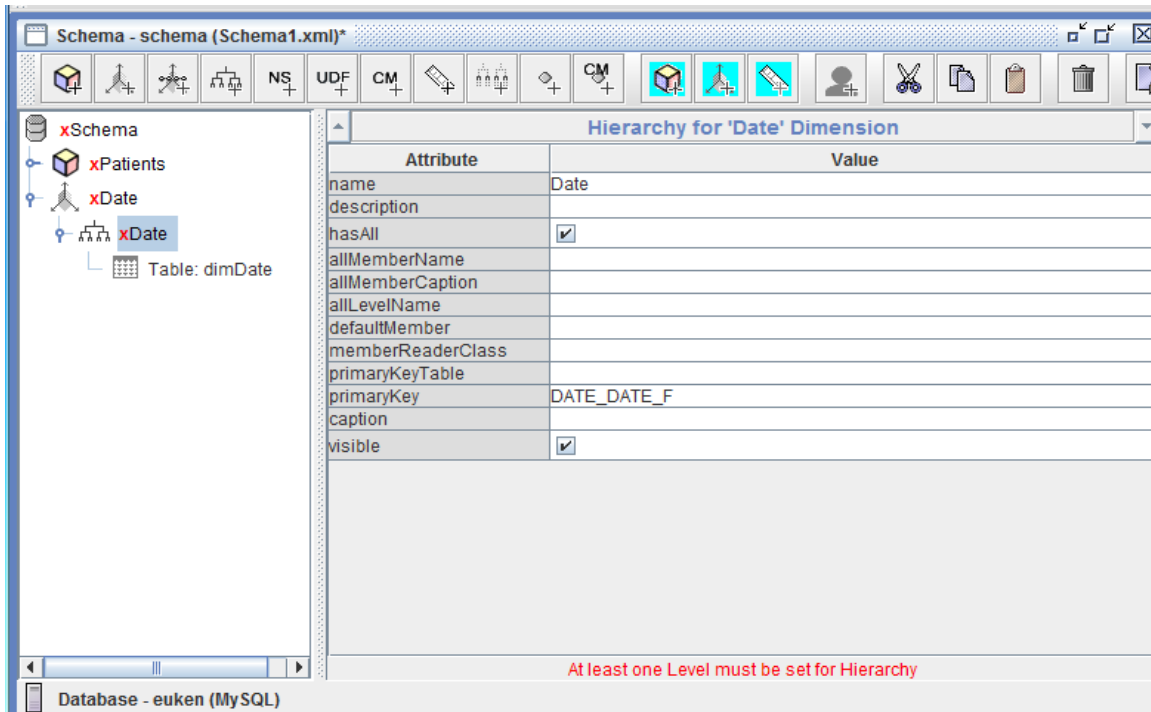 Schema - schema (Schema1.xml)*
NS UDF CM CM
xSchema
xPatients
xDate
xDate
Table: dimDate
Hierarchy for 'Date' Dimension
Attribute Value
name Date
description
hasAll
allMemberName
allMemberCaption
allLevelName
defaultMember
memberReaderClass
primaryKeyTable
primaryKey DATE_DATE_F
caption
visible
At least one Level must be set for Hierarchy
Database - euken (MySQL)